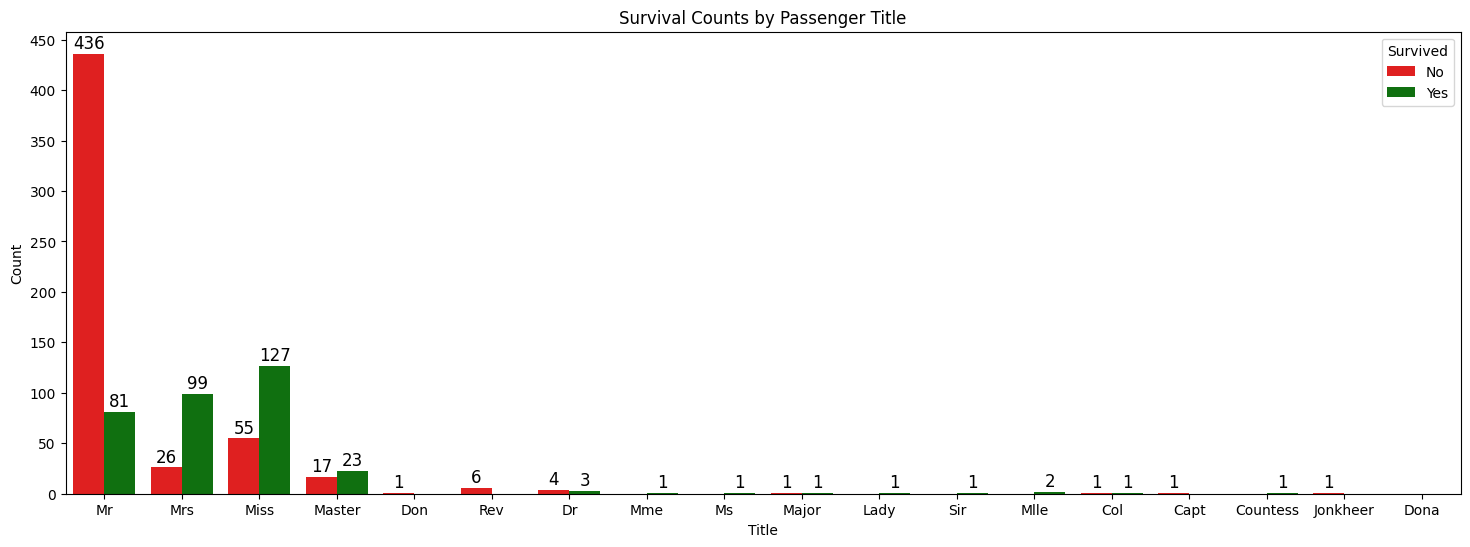 Survival Counts by Passenger Title
Survived
No
Yes
Count
450
400
350
300
250
200
150
100
50
0
436
81
26
99
55
127
17
23
1
6
4
3
1
1
1
1
1
1
2
1
1
1
1
1
Mr
Mrs
Miss
Master
Don
Rev
Dr
Mme
Ms
Major
Lady
Sir
Mlle
Col
Capt
Countess
Jonkheer
Dona
Title